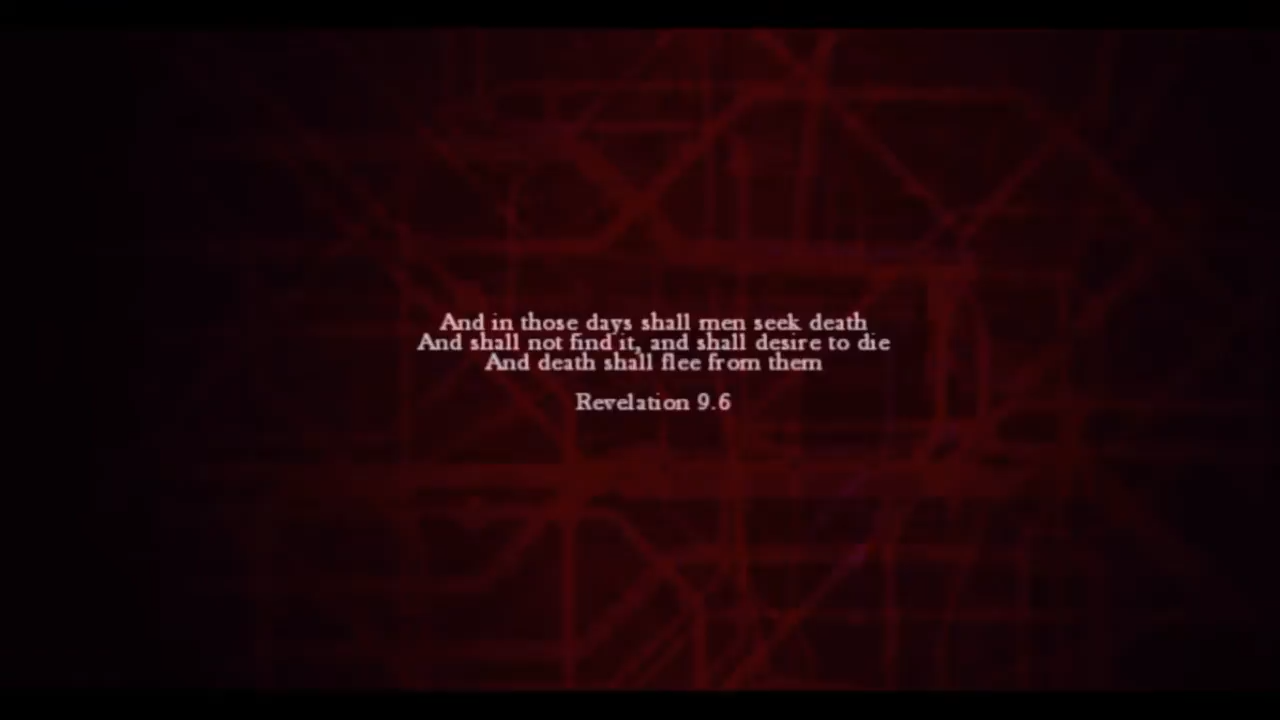 And in those days shall men seek death
And shall not find it, and shall desire to die
And death shall flee from them
Revelation 9.6